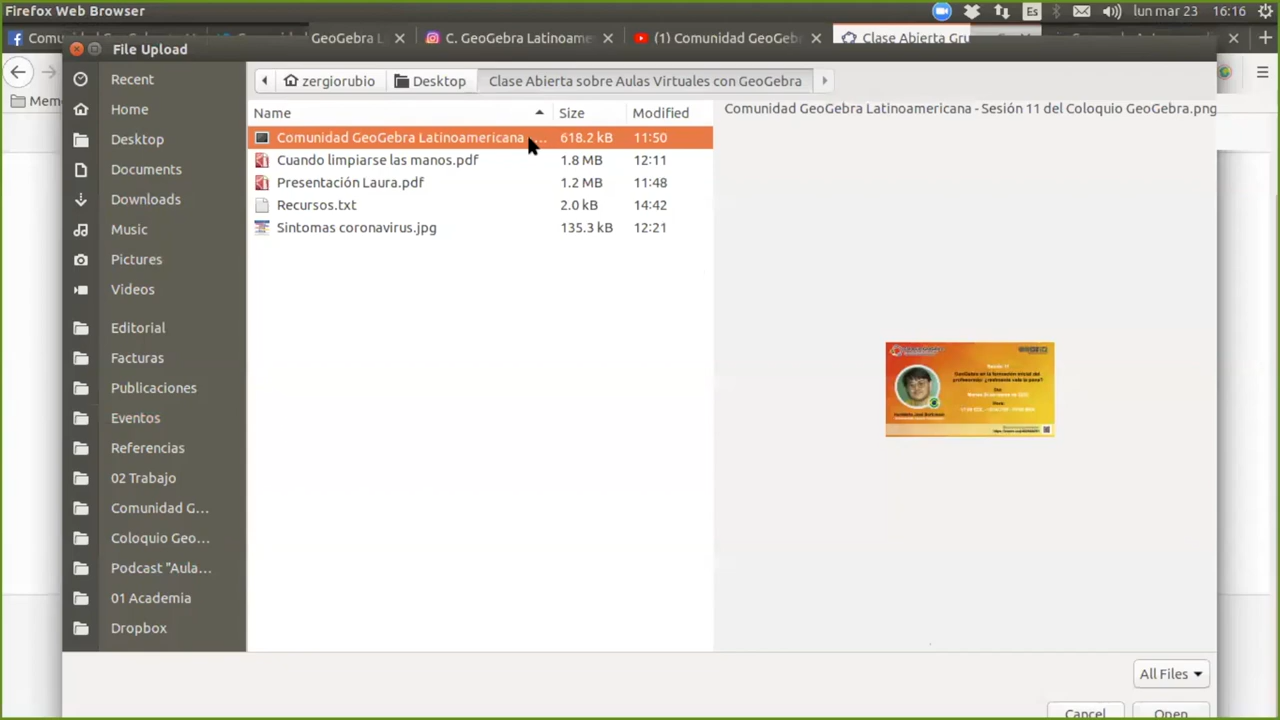 Firefox Web Browser
Es
lun mar 23
16:16
GeoGebra L
C. GeoGebra Latinoame
(1) Comunidad GeoGeb
Clase Abierta Gru
File Upload
Recent
zergiorubio
Desktop
Clase Abierta sobre Aulas Virtuales con GeoGebra
Mem
Home
Name
Size
Modified
Comunidad GeoGebra Latinoamericana - Sesión 11 del Coloquio GeoGebra.png
Desktop
Comunidad GeoGebra Latinoamericana ...
618.2 kB
11:50
Documents
Cuando limpiarse las manos.pdf
1.8 MB
12:11
Downloads
Presentación Laura.pdf
1.2 MB
11:48
Music
Recursos.txt
2.0 kB
14:42
Pictures
Sintomas coronavirus.jpg
135.3 kB
12:21
Videos
Editorial
Facturas
Publicaciones
Eventos
Referencias
02 Trabajo
Comunidad G...
Coloquio Geo...
Podcast "Aula...
01 Academia
Dropbox
All Files
Cancel
Open